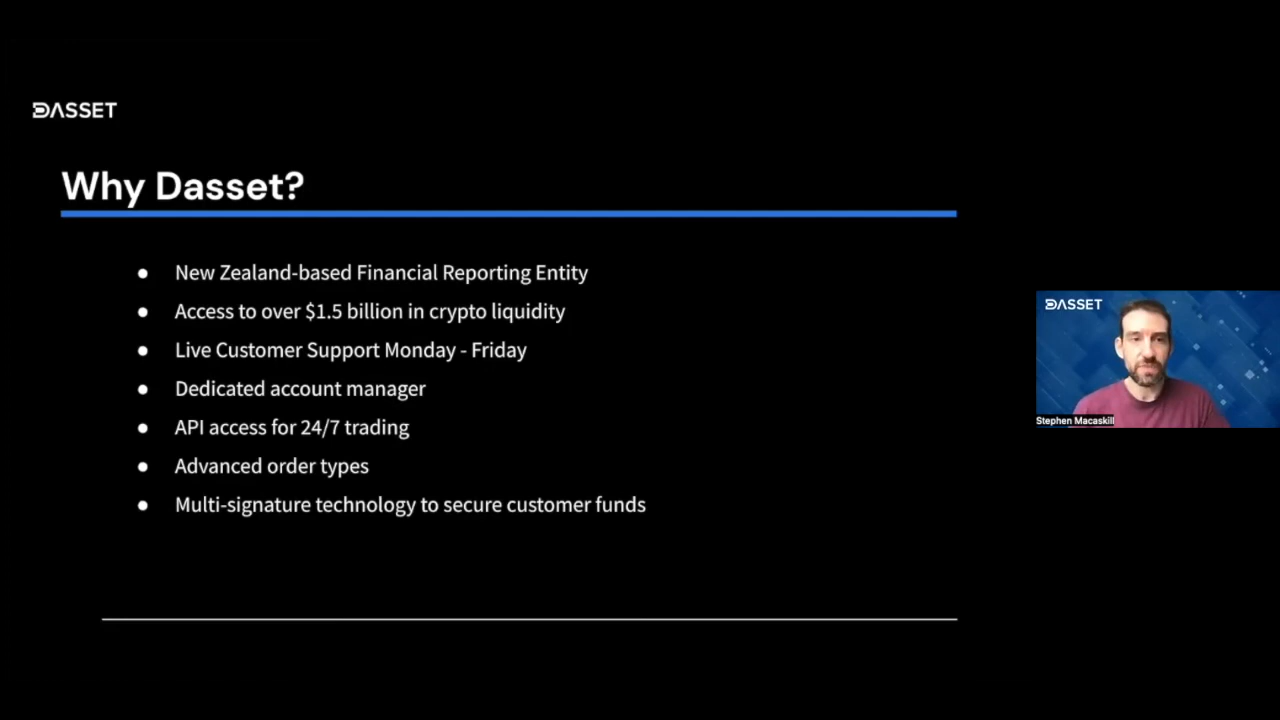 DASSET
Why Dasset?
● New Zealand-based Financial Reporting Entity
● Access to over $1.5 billion in crypto liquidity
● Live Customer Support Monday - Friday
● Dedicated account manager
● API access for 24/7 trading
● Advanced order types
● Multi-signature technology to secure customer funds
DASSET
Stephen Macaskill